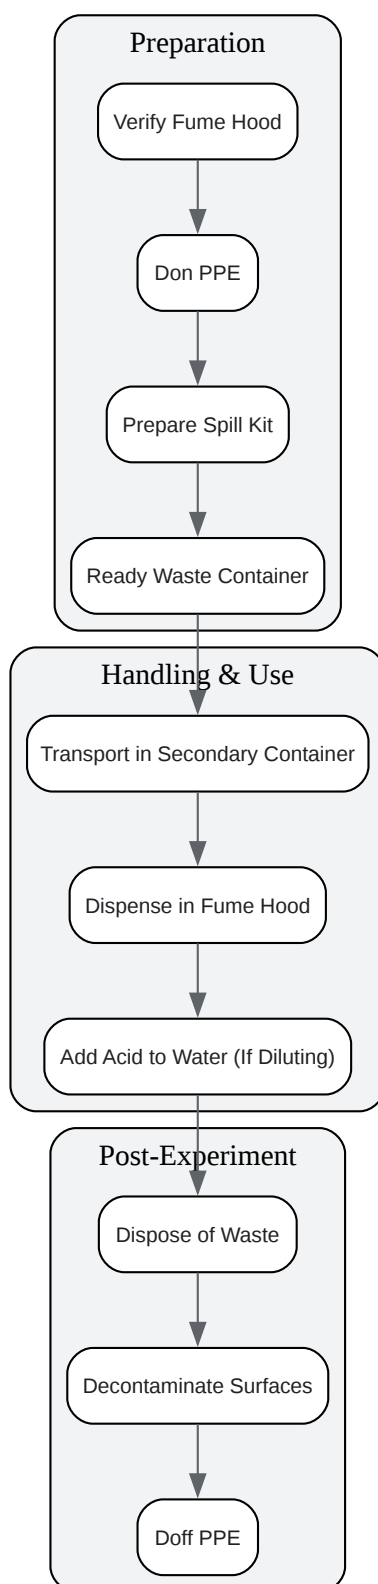 Preparation
Verify Fume Hood
Don PPE
Prepare Spill Kit
Ready Waste Container
Handling & Use
Transport in Secondary Container
Dispense in Fume Hood
Add Acid to Water (If Diluting)
Post-Experiment
Dispose of Waste
Decontaminate Surfaces
Doff PPE